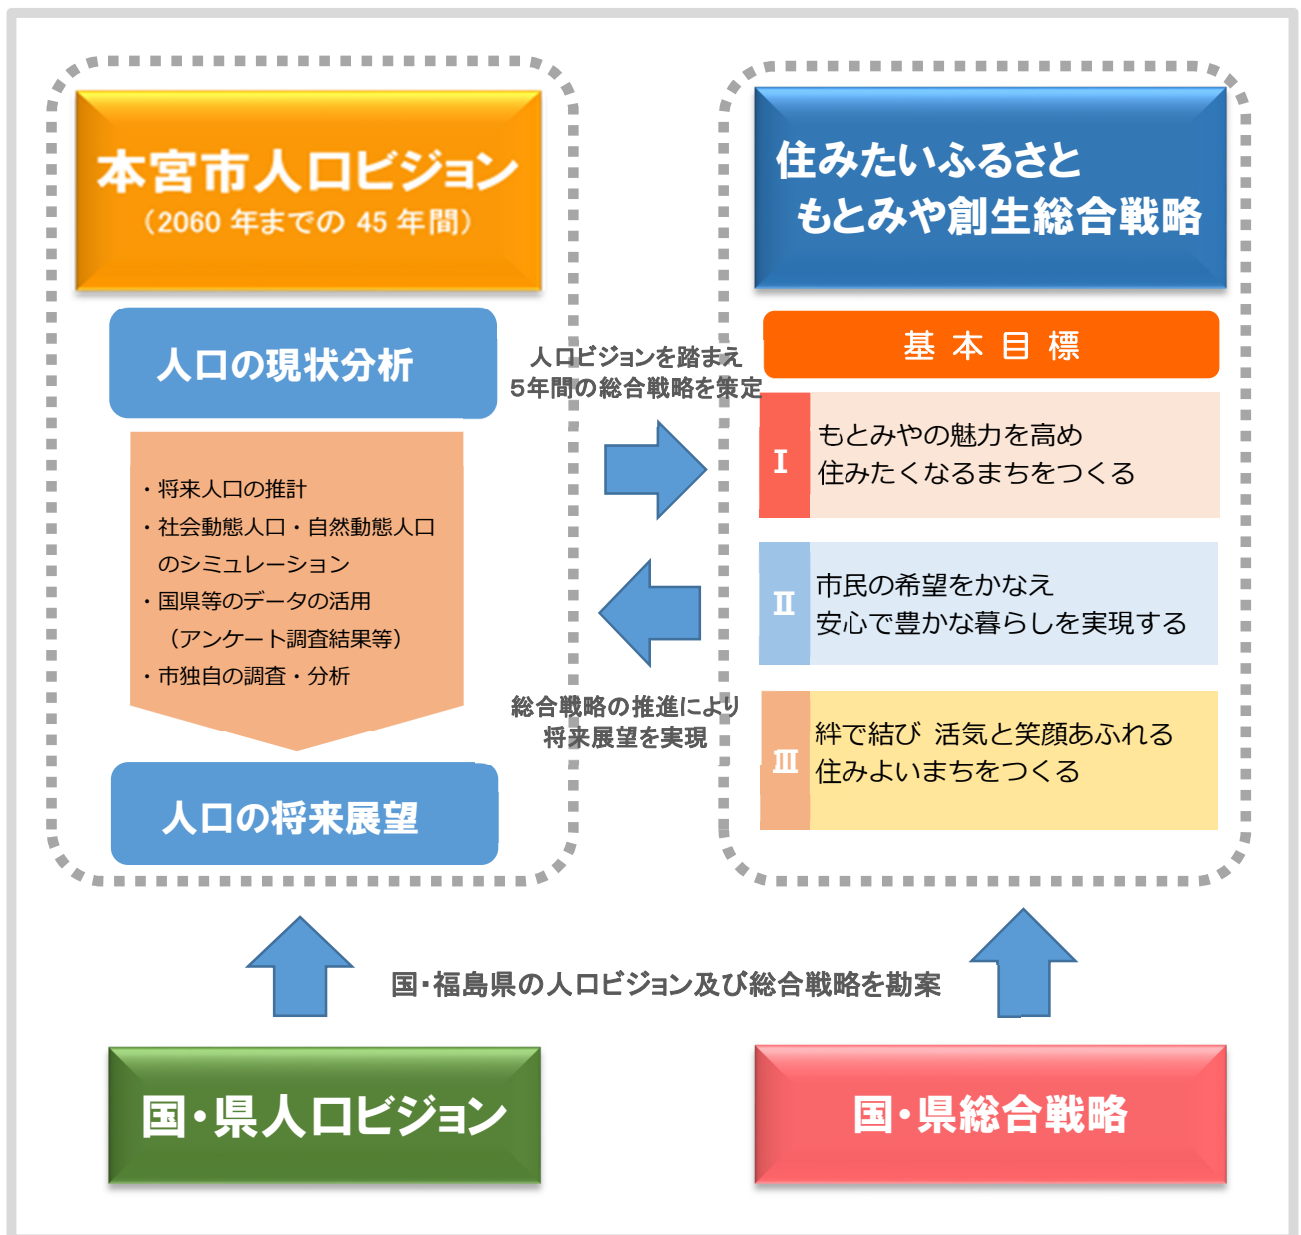 本宮市人口ビジョン
（2060 年までの 45 年間）
人口の現状分析
・将来人口の推計
・社会動態人口・自然動態人口
のシミュレーション
・国県等のデータの活用
（アンケート調査結果等）
・市独自の調査・分析
人口の将来展望
人口ビジョンを踏まえ
５年間の総合戦略を策定
総合戦略の推進により
将来展望を実現
住みたいふるさと
もとみや創生総合戦略
基 本 目 標
Ⅰ
もとみやの魅力を高め
住みたくなるまちをつくる
Ⅱ
市民の希望をかなえ
安心で豊かな暮らしを実現する
Ⅲ
絆で結び 活気と笑顔あふれる
住みよいまちをつくる
国・福島県の人口ビジョン及び総合戦略を勘案
国・県人口ビジョン
国・県総合戦略